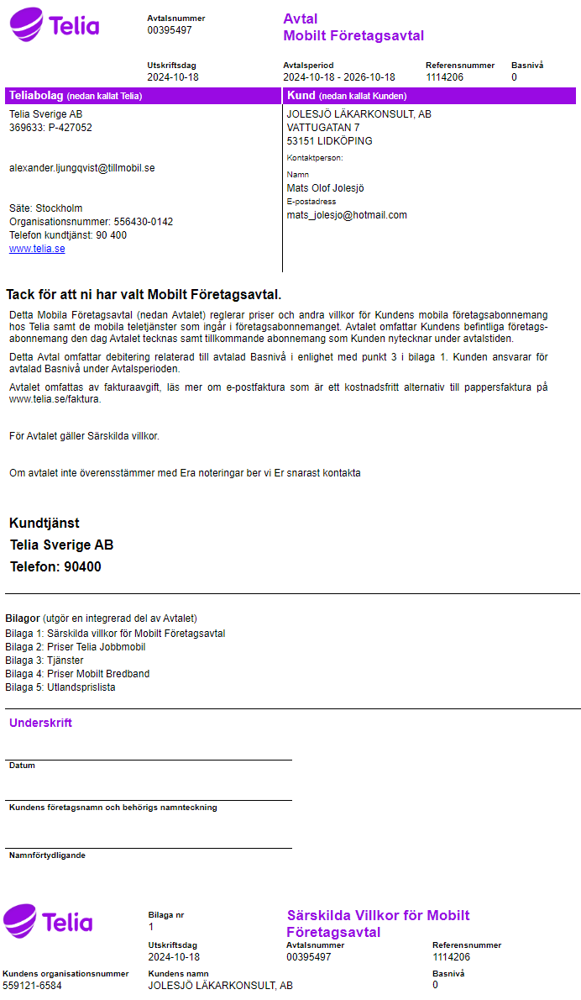 Telia
Avtalsnummer
00395497
Avtal
Mobilt Företagsavtal
Utskriftsdag
2024-10-18
Avtalsperiod
2024-10-18 - 2026-10-18
Referensnummer
1114206
Basnivå
0
Teliabolag (nedan kallat Telia)
Telia Sverige AB
369633: P-427052
alexander.ljungqvist@tillmobil.se
Säte: Stockholm
Organisationsnummer: 556430-0142
Telefon kundtjänst: 90 400
www.telia.se
Kund (nedan kallat Kunden)
JOLESJÖ LÄKARKONSULT, AB
VATTUGATAN 7
53151 LIDKÖPING
Kontaktperson:
Namn
Mats Olof Jolesjö
E-postadress
mats_jolesjo@hotmail.com
Tack för att ni har valt Mobilt Företagsavtal.
Detta Mobila Företagsavtal (nedan Avtalet) reglerar priser och andra villkor för Kundens mobila företagsabonnemang
hos Telia samt de mobila teletjänster som ingår i företagsabonnemanget. Avtalet omfattar Kundens befintliga företags-
abonnemang den dag Avtalet tecknas samt tillkommande abonnemang som Kunden nytecknar under avtalstiden.
Detta Avtal omfattar debitering relaterad till avtalad Basnivå i enlighet med punkt 3 i bilaga 1. Kunden ansvarar för
avtalad Basnivå under Avtalsperioden.
Avtalet omfattas av fakturaavgift, läs mer om e-postfaktura som är ett kostnadsfritt alternativ till pappersfaktura på
www.telia.se/faktura.
För Avtalet gäller Särskilda villkor.
Om avtalet inte överensstämmer med Era noteringar ber vi Er snarast kontakta
Kundtjänst
Telia Sverige AB
Telefon: 90400
Bilagor (utgör en integrerad del av Avtalet)
Bilaga 1: Särskilda villkor för Mobilt Företagsavtal
Bilaga 2: Priser Telia Jobbmobil
Bilaga 3: Tjänster
Bilaga 4: Priser Mobilt Bredband
Bilaga 5: Utlandsprislista
Underskrift
Datum
Kundens företagsnamn och behörigs namnteckning
Namnförtydligande
Telia
Bilaga nr
1
Särskilda Villkor för Mobilt
Företagsavtal
Utskriftsdag
2024-10-18
Avtalsnummer
00395497
Referensnummer
1114206
Kundens organisationsnummer
559121-6584
Kundens namn
JOLESJÖ LÄKARKONSULT, AB
Basnivå
0